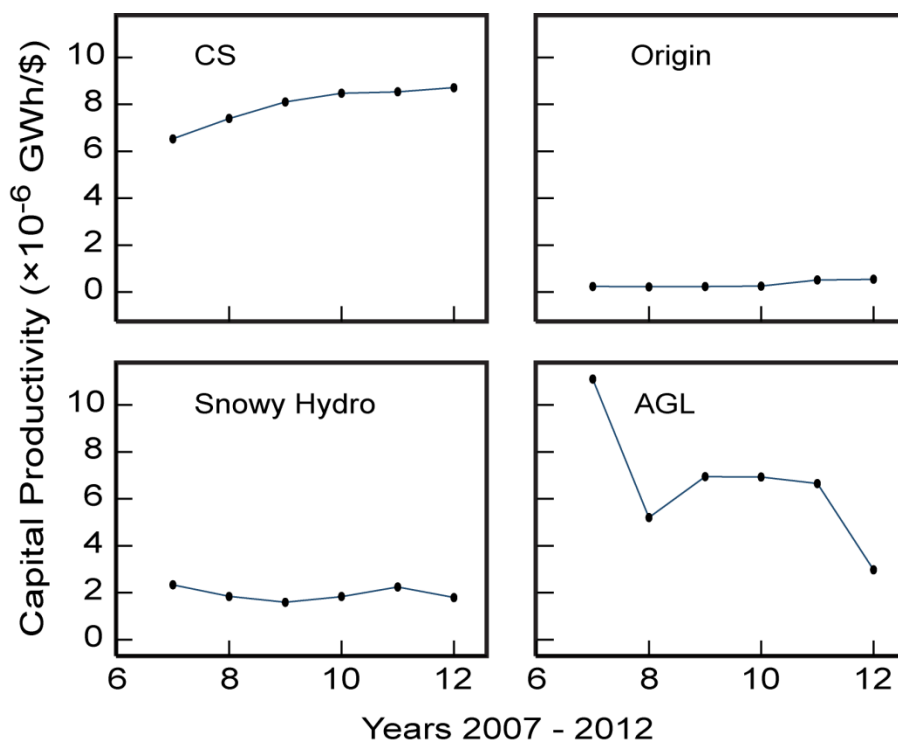 Capital Productivity (×10⁻⁶ GWh/$)
CS
10
8
6
4
2
0
Origin
Snowy Hydro
10
8
6
4
2
0
AGL
6 8 10 12
6 8 10 12
Years 2007 - 2012